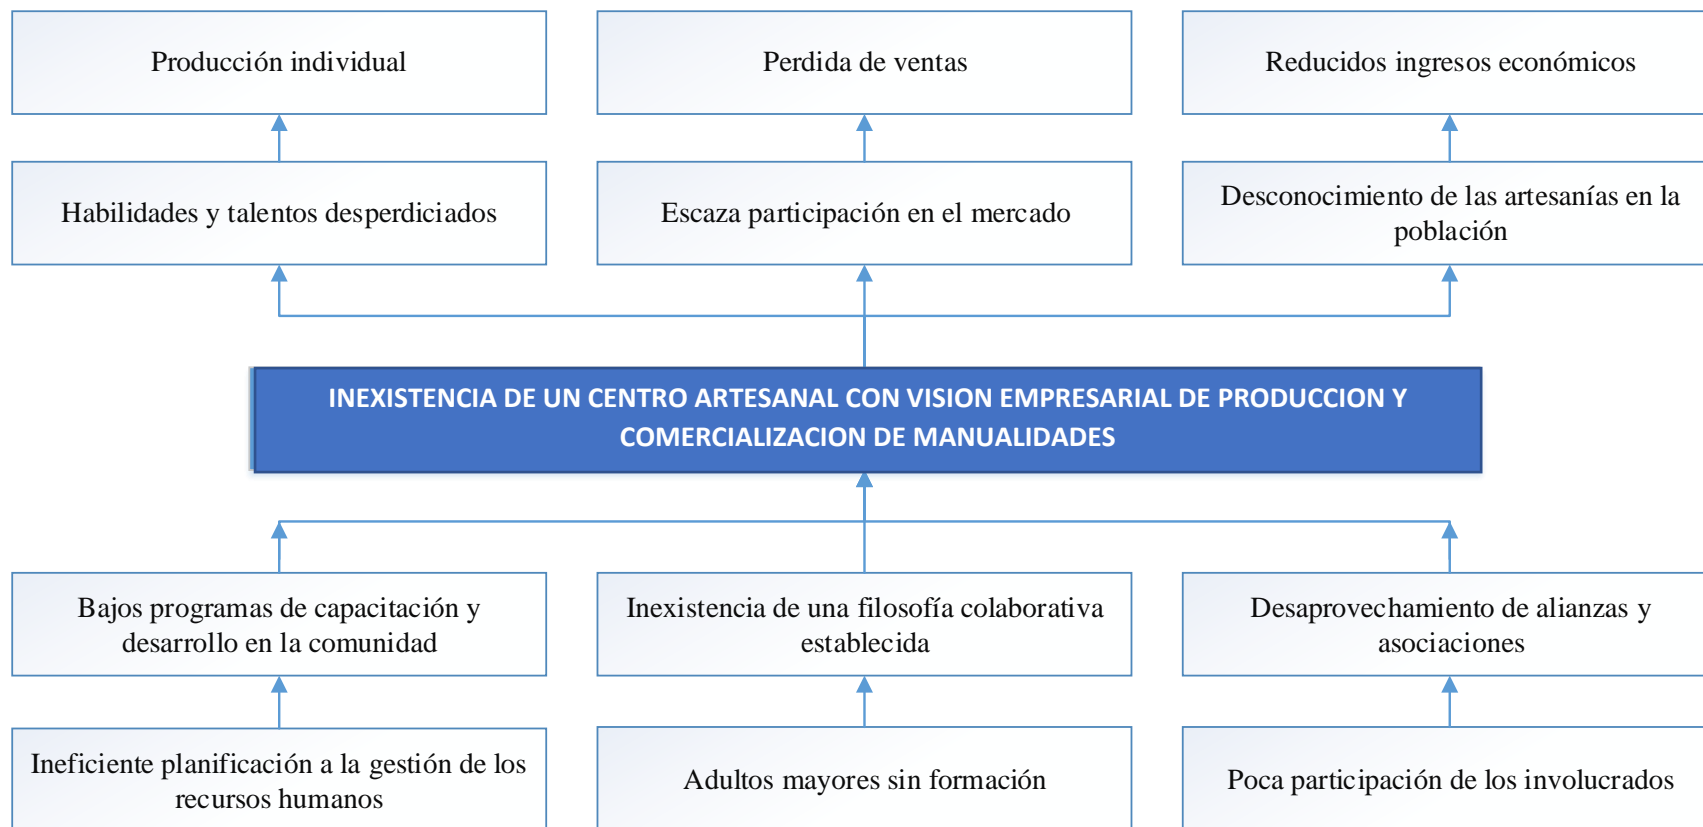 Producción individual
Perdida de ventas
Reducidos ingresos económicos
Habilidades y talentos desperdiciados
Escaza participación en el mercado
Desconocimiento de las artesanías en la
población
INEXISTENCIA DE UN CENTRO ARTESANAL CON VISION EMPRESARIAL DE PRODUCCION Y
COMERCIALIZACION DE MANUALIDADES
Bajos programas de capacitación y
desarrollo en la comunidad
Inexistencia de una filosofía colaborativa
establecida
Desaprovechamiento de alianzas y
asociaciones
Ineficiente planificación a la gestión de los
recursos humanos
Adultos mayores sin formación
Poca participación de los involucrados